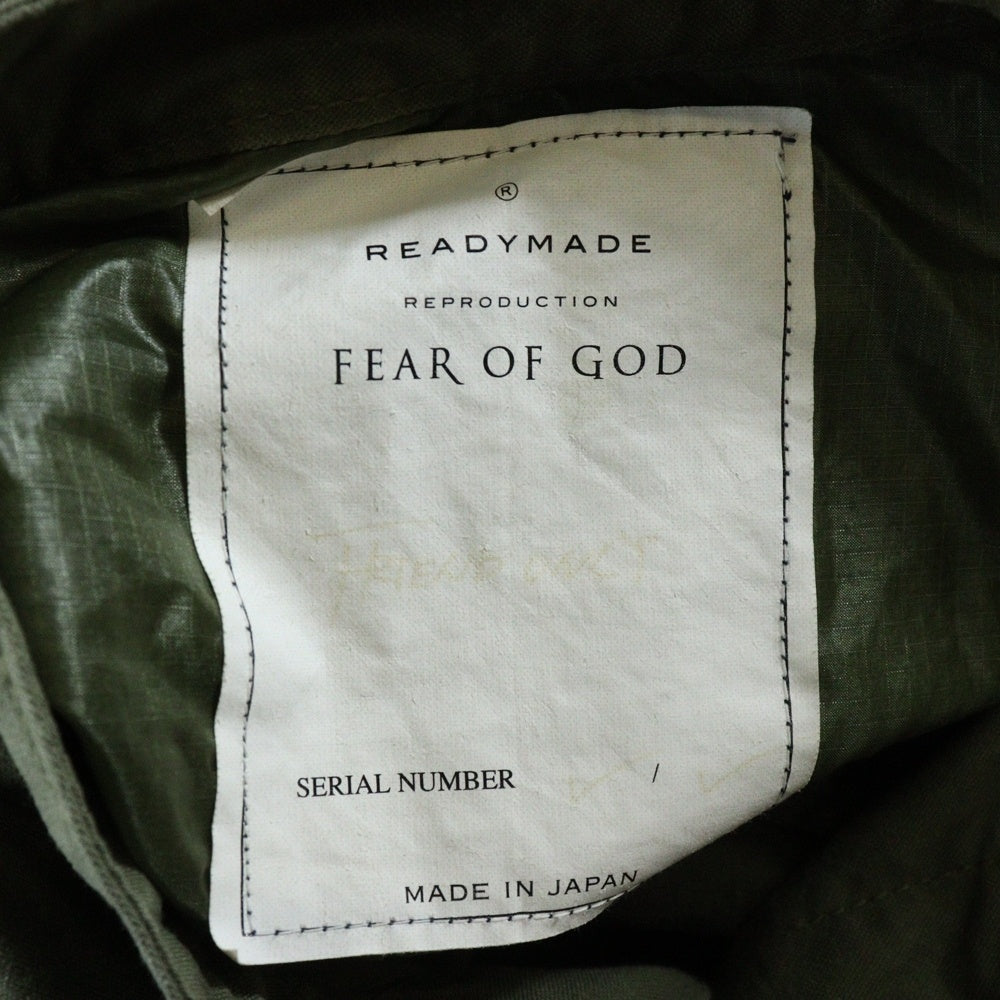 ®
READYMADE
REPRODUCTION
FEAR OF GOD
SERIAL NUMBER /
MADE IN JAPAN